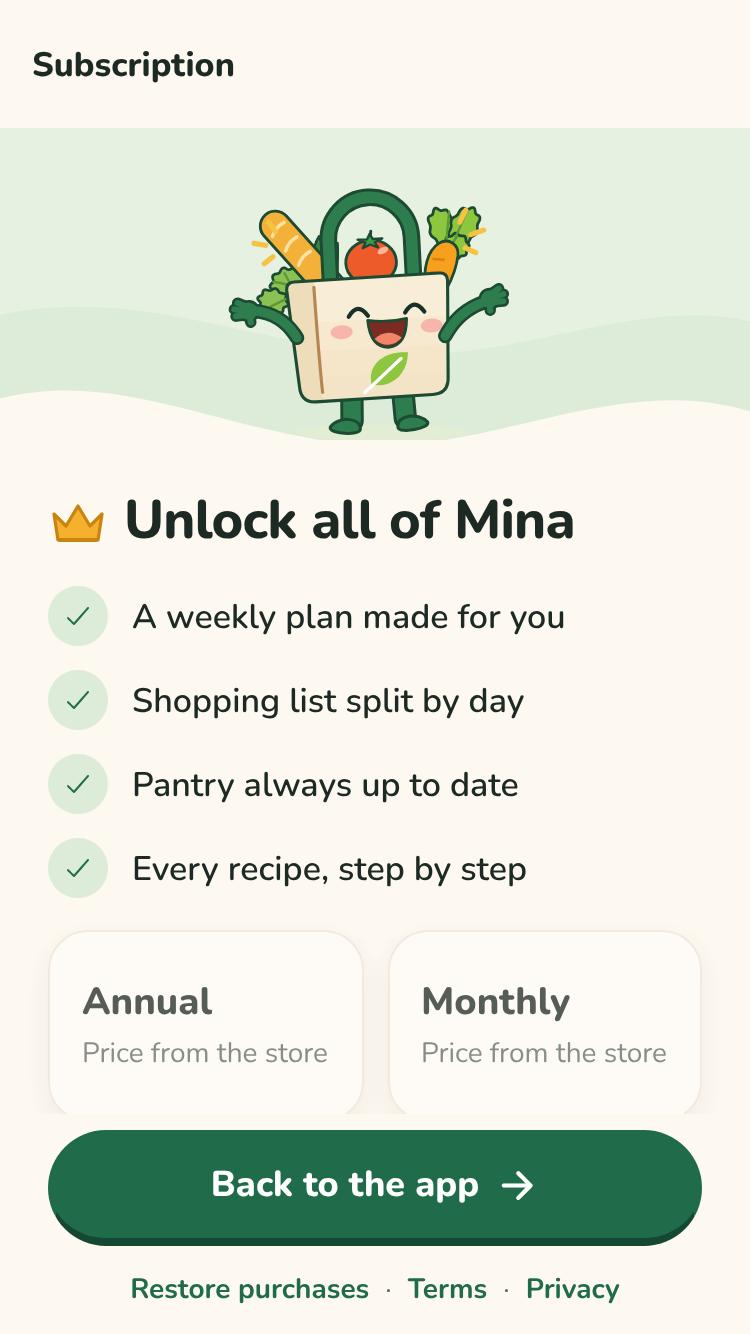 Subscription
Unlock all of Mina
A weekly plan made for you
Shopping list split by day
Pantry always up to date
Every recipe, step by step
Annual
Price from the store
Monthly
Price from the store
Back to the app →
Restore purchases · Terms · Privacy